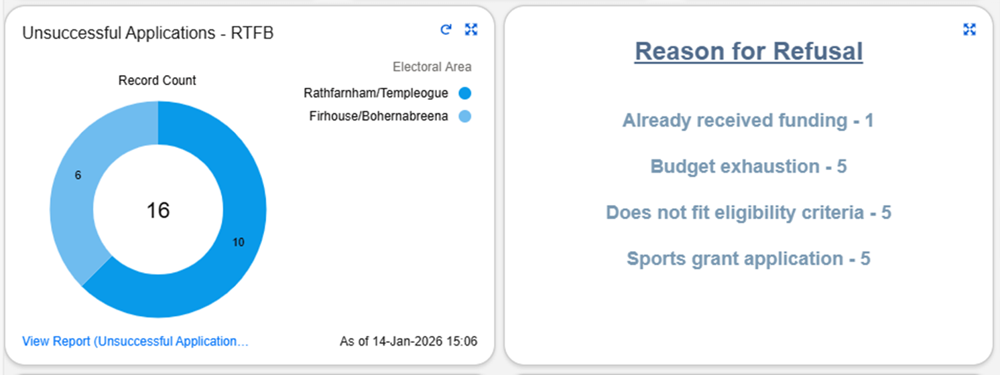 Unsuccessful Applications - RTFB
Electoral Area
Record Count
Rathfarnham/Templeogue
Firhouse/Bohernabreena
6
16
10
View Report (Unsuccessful Application...
As of 14-Jan-2026 15:06
Reason for Refusal
Already received funding - 1
Budget exhaustion - 5
Does not fit eligibility criteria - 5
Sports grant application - 5